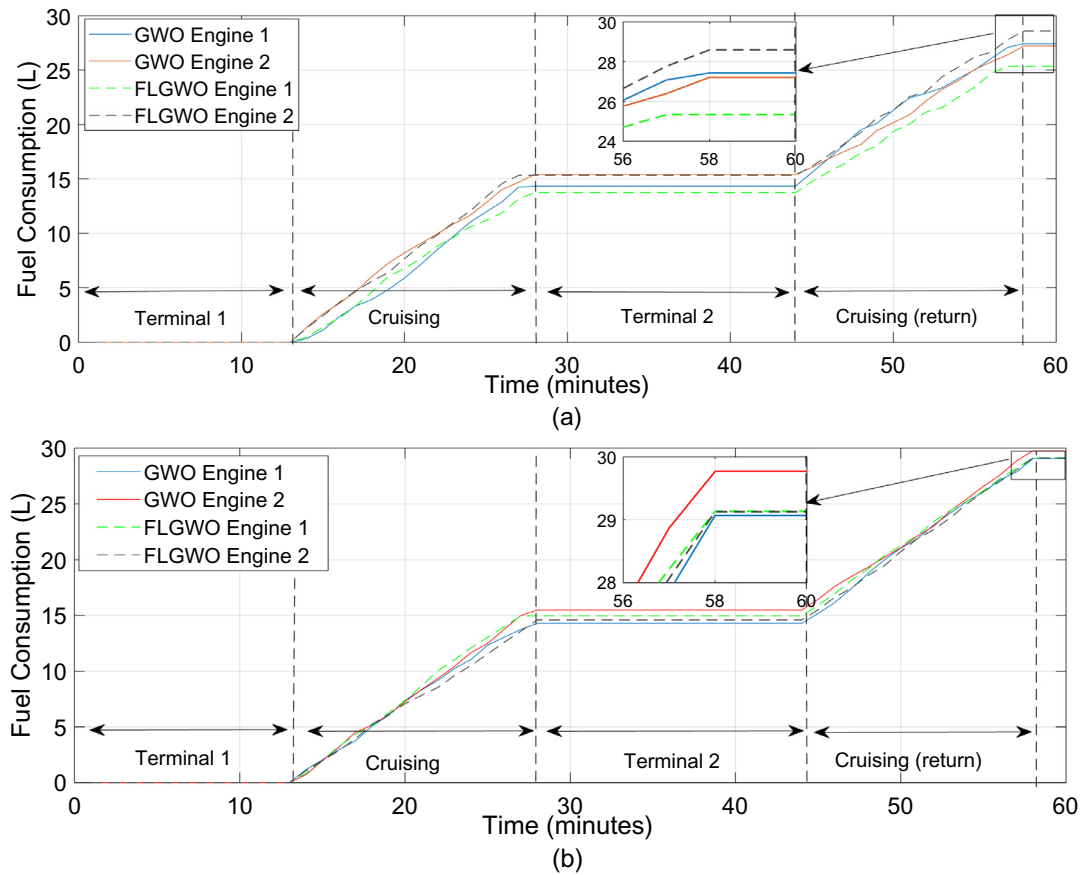 30
25
20
15
10
5
0
Fuel Consumption (L)
GWO Engine 1
GWO Engine 2
FLGWO Engine 1
FLGWO Engine 2
30
28
26
24
56
58
60
Terminal 1
Cruising
Terminal 2
Cruising (return)
0 10 20 30 40 50 60
Time (minutes)
(a)
30
25
20
15
10
5
0
Fuel Consumption (L)
GWO Engine 1
GWO Engine 2
FLGWO Engine 1
FLGWO Engine 2
30
29
28
56
58
60
Terminal 1
Cruising
Terminal 2
Cruising (return)
0 10 20 30 40 50 60
Time (minutes)
(b)